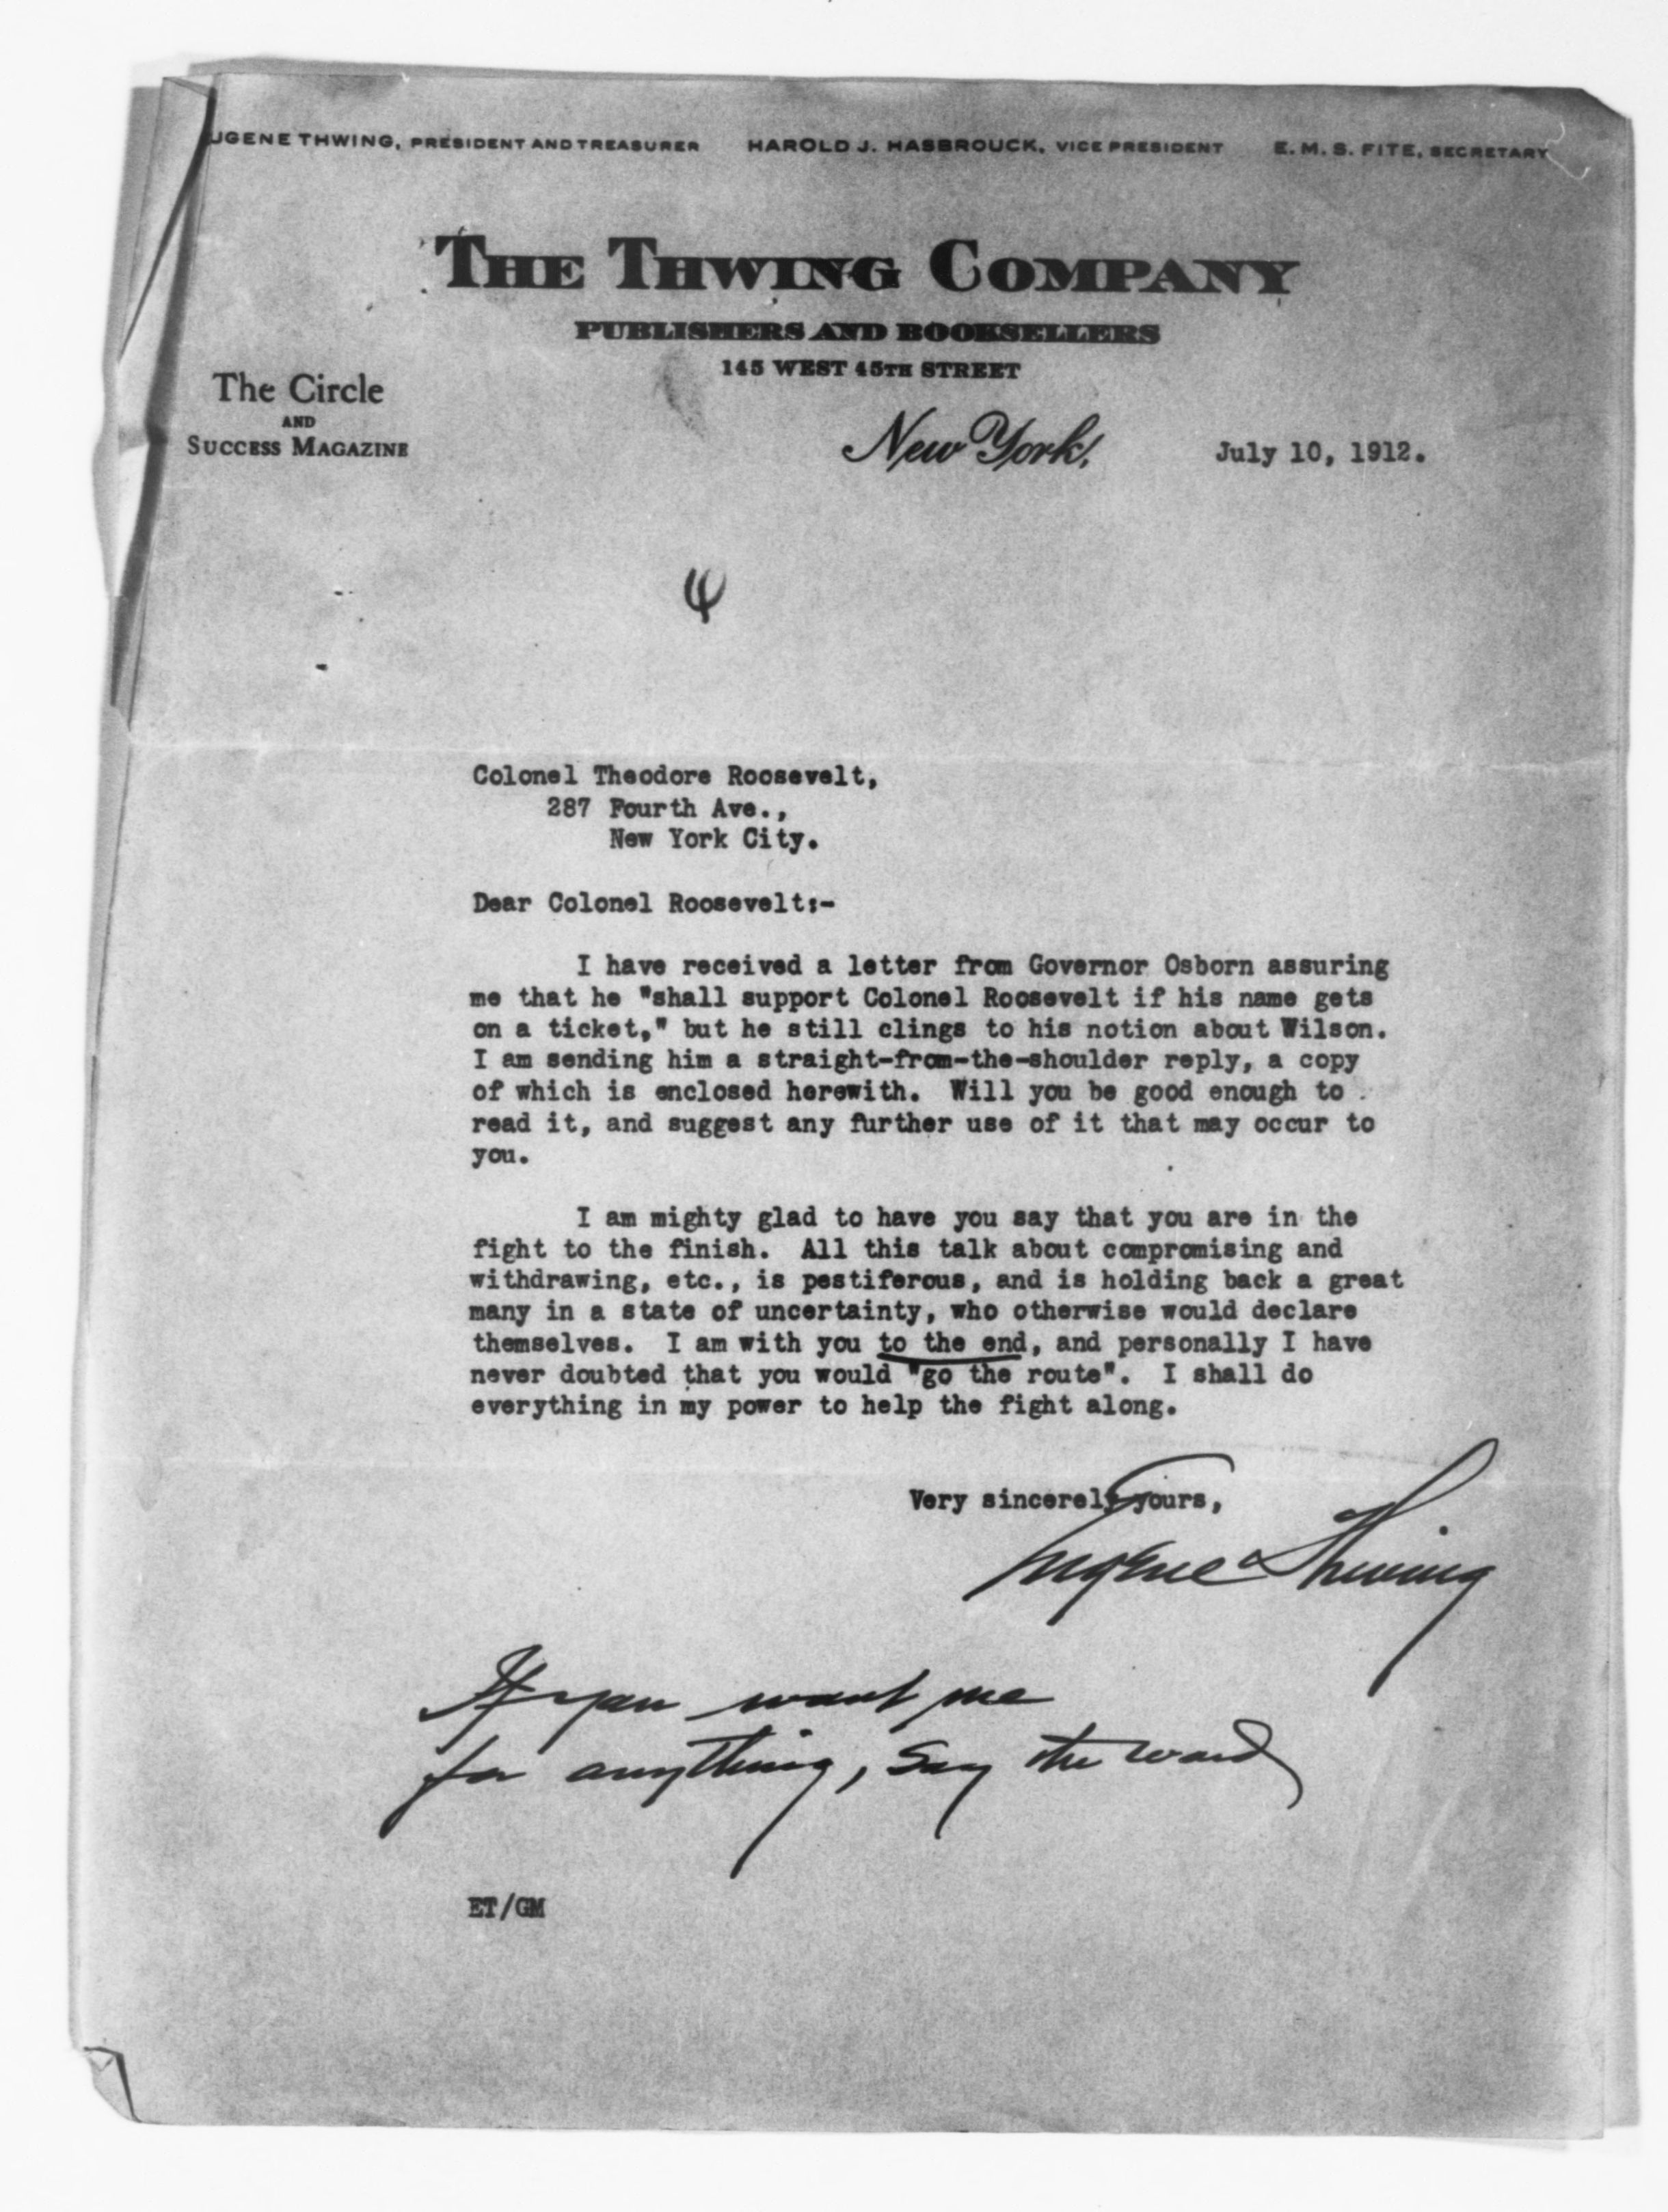 UGENE THWING, PRESIDENT AND TREASURER HAROLD J. HASBROUCK, VICE PRESIDENT E. M. S. FITE, SECRETARY
THE THWING COMPANY
PUBLISHERS AND BOOKSELLERS
145 WEST 45TH STREET
The Circle
AND
SUCCESS MAGAZINE
New York, July 10, 1912.
Colonel Theodore Roosevelt,
287 Fourth Ave.,
New York City.
Dear Colonel Roosevelt:-
I have received a letter from Governor Osborn assuring
me that he "shall support Colonel Roosevelt if his name gets
on a ticket," but he still clings to his notion about Wilson.
I am sending him a straight-from-the-shoulder reply, a copy
of which is enclosed herewith. Will you be good enough to
read it, and suggest any further use of it that may occur to
you.
I am mighty glad to have you say that you are in the
fight to the finish. All this talk about compromising and
withdrawing, etc., is pestiferous, and is holding back a great
many in a state of uncertainty, who otherwise would declare
themselves. I am with you to the end, and personally I have
never doubted that you would "go the route". I shall do
everything in my power to help the fight along.
Very sincerely yours,
Eugene Thwing
If you want me
for anything, say the word
ET/GM